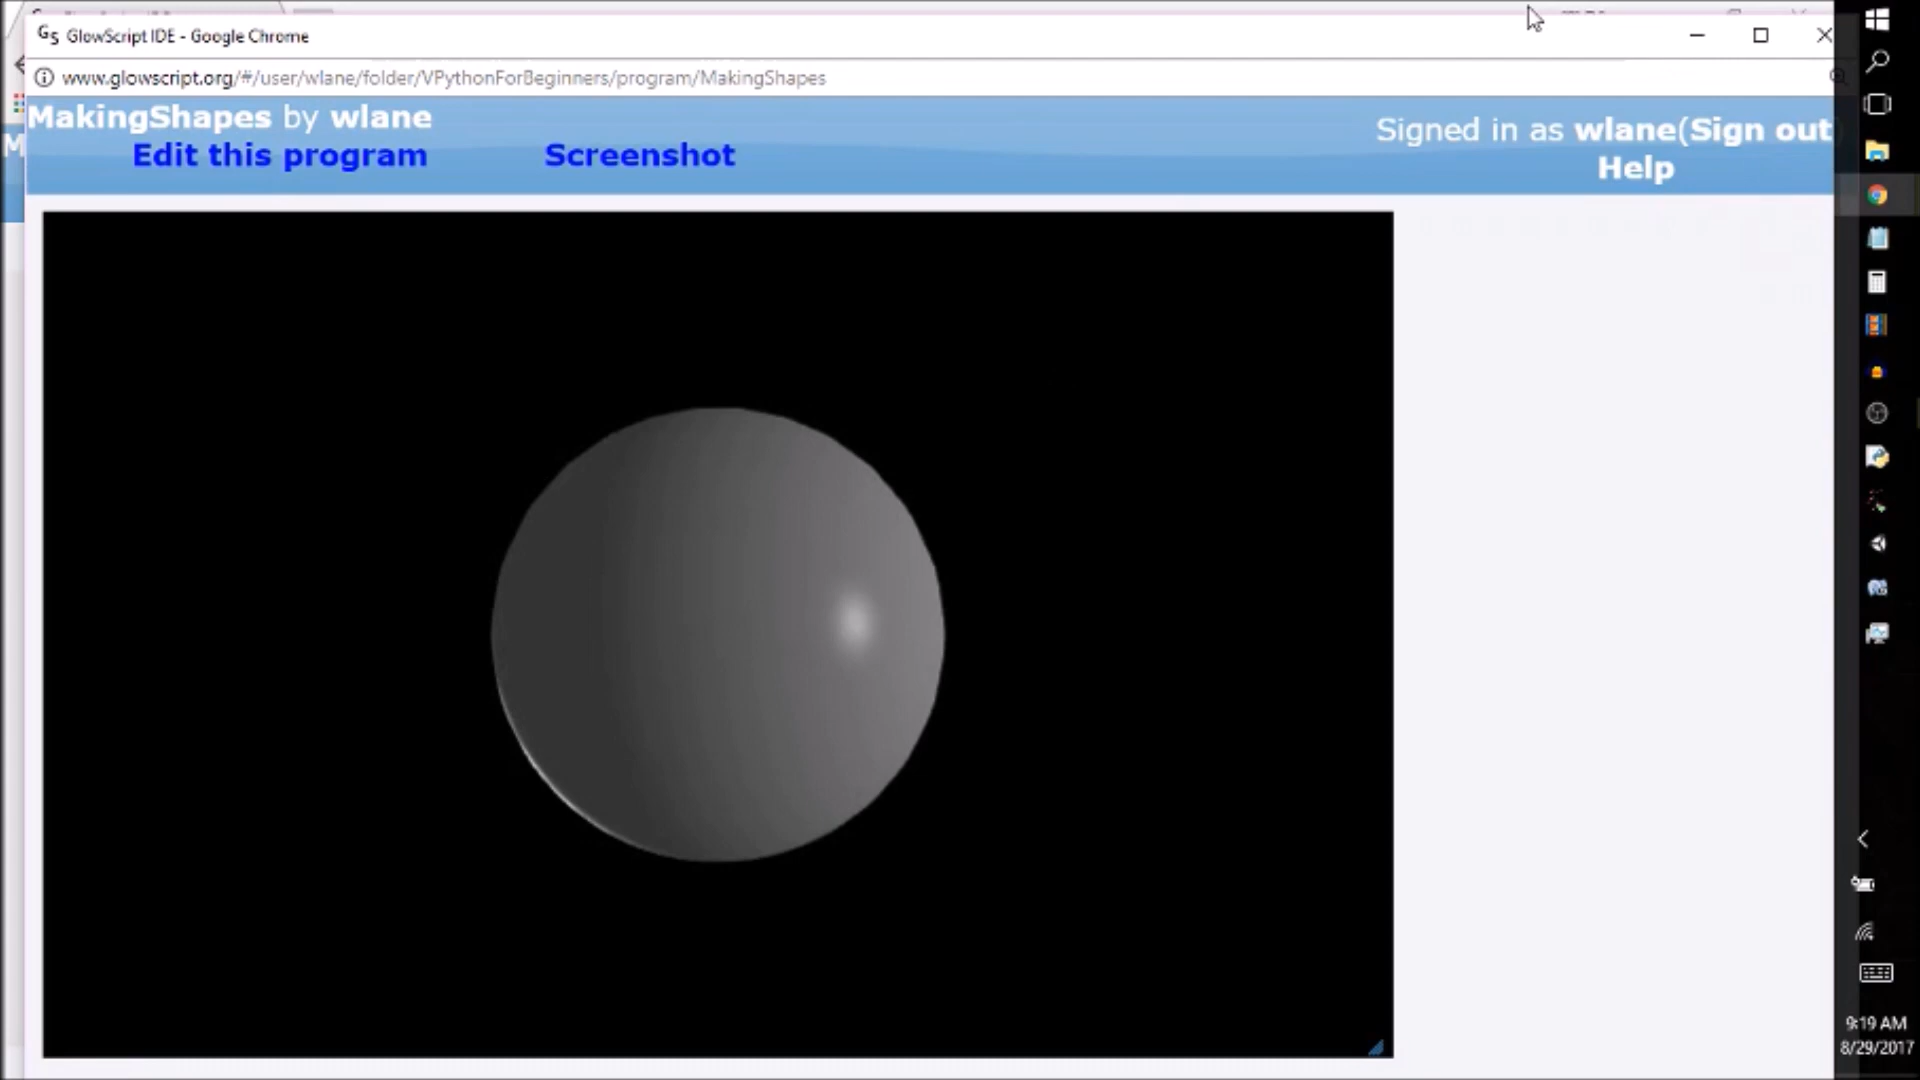 GlowScript IDE - Google Chrome
www.glowscript.org/#/user/wlane/folder/VPythonForBeginners/program/MakingShapes
MakingShapes by wlane
Signed in as wlane(Sign out
Edit this program
Screenshot
Help
9:19 AM
8/29/2017